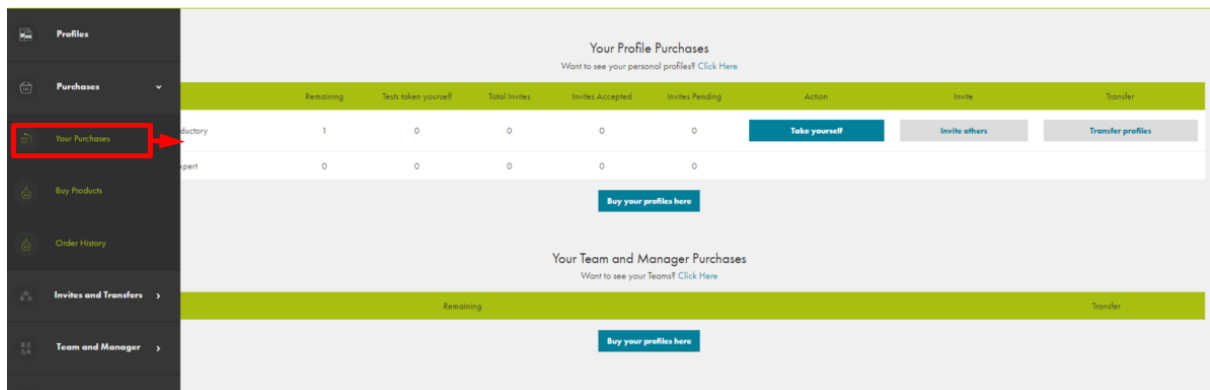 Profiles
Purchases
Your Purchases
Buy Products
Order History
Invites and Transfers
Team and Manager
Your Profile Purchases
Want to see your personal profiles? Click Here
Remaining Tests taken yourself Total Invites Invites Accepted Invites Pending Action Invite Transfer
ductory 1 0 0 0 0 Take yourself Invite others Transfer profiles
xpert 0 0 0 0 0
Buy your profiles here
Your Team and Manager Purchases
Want to see your Teams? Click Here
Remaining Transfer
Buy your profiles here